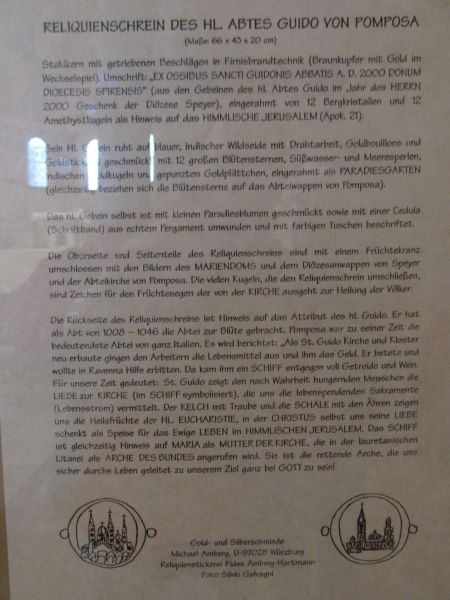 RELIQUIENSCHREIN DES HL. ABTES GUIDO VON POMPOSA
(Maße: 66 x 43 x 20 cm)
Stahlkern mit getriebenen Beschlägen in Firnisbrandtechnik (Braunkupfer mit Gold im
Wechselspiel). Umschrift: „EX OSSIBUS SANCTI GUIDONIS ABBATIS A. D. 2000 DONUM
DIOECESIS SPIRENSIS“ (aus den Gebeinen des hl. Abtes Guido im Jahr des HERRN
2000 Geschenk der Diözese Speyer), eingerahmt von 12 Bergkristallen und 12
Amethystkugeln als Hinweis auf das HIMMLISCHE JERUSALEM (Apok. 21).
Sein Hl. ruht auf blauer, indischer Wildseide mit Drahtarbeit, Goldbouillons und
geschmückt mit 12 großen Blütensternen, Süßwasser- und Meeresperlen,
indischen Goldkugeln und gepunzten Goldplättchen, eingerahmt als PARADIESGARTEN
(gleichzeitig beziehen sich die Blütensterne auf das Abteiwappen von Pomposa).
Das hl. Gebein selbst ist mit kleinen Paradiesblumen geschmückt sowie mit einer Cedula
(Schriftband) aus echtem Pergament umwunden und mit farbigen Tuschen beschriftet.
Die Oberseite und Seitenteile des Reliquienschreins sind mit einem Früchtekranz
umschlossen mit den Bildern des MARIENDOMS und dem Diözesanwappen von Speyer
und der Abteikirche von Pomposa. Die vielen Kugeln, die den Reliquienschrein umschließen,
sind Zeichen für den Früchtesegen der von der KIRCHE ausgeht zur Heilung der Völker.
Die Rückseite des Reliquienschreins ist Hinweis auf das Attribut des hl. Guido. Er hat
als Abt von 1008 - 1046 die Abtei zur Blüte gebracht. Pomposa war zu seiner Zeit die
bedeutendste Abtei von ganz Italien. Es wird berichtet: „Als St. Guido Kirche und Kloster
neu erbaute gingen den Arbeitern die Lebensmittel aus und ihm das Geld. Er betete und
wollte in Ravenna Hilfe erbitten. Da kam ihm ein SCHIFF entgegen voll Getreide und Wein.
Für unsere Zeit gedeutet: St. Guido zeigt den nach Wahrheit hungernden Menschen die
LIEBE zur KIRCHE (im SCHIFF symbolisiert), die uns die lebenspendenden Sakramente
(Lebensstrom) vermittelt. Der KELCH mit Traube und die SCHALE mit den Ähren zeigen
uns die Heilsfrüchte der HL. EUCHARISTIE, in der CHRISTUS selbst uns seine LIEBE
schenkt als Speise für das Ewige LEBEN im HIMMLISCHEN JERUSALEM. Das SCHIFF
ist gleichzeitig Hinweis auf MARIA als MUTTER DER KIRCHE, die in der lauretanischen
Litanei als ARCHE DES BUNDES angerufen wird. Sie ist die rettende Arche, die uns
sicher durchs Leben geleitet zu unserem Ziel ganz bei GOTT zu sein!
Gold- und Silberschmiede
Michael Amberg, D-97028 Würzburg
Reliquienstickerei Fides Amberg-Hartmann
Foto: Silvio Galvagni